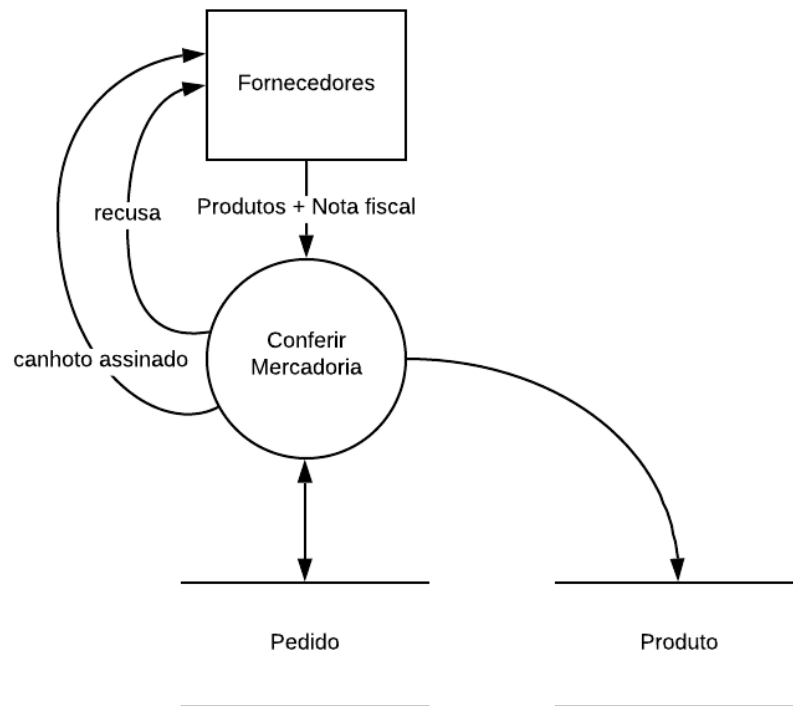 Fornecedores
Produtos + Nota fiscal
recusa
Conferir
Mercadoria
canhoto assinado
Pedido
Produto